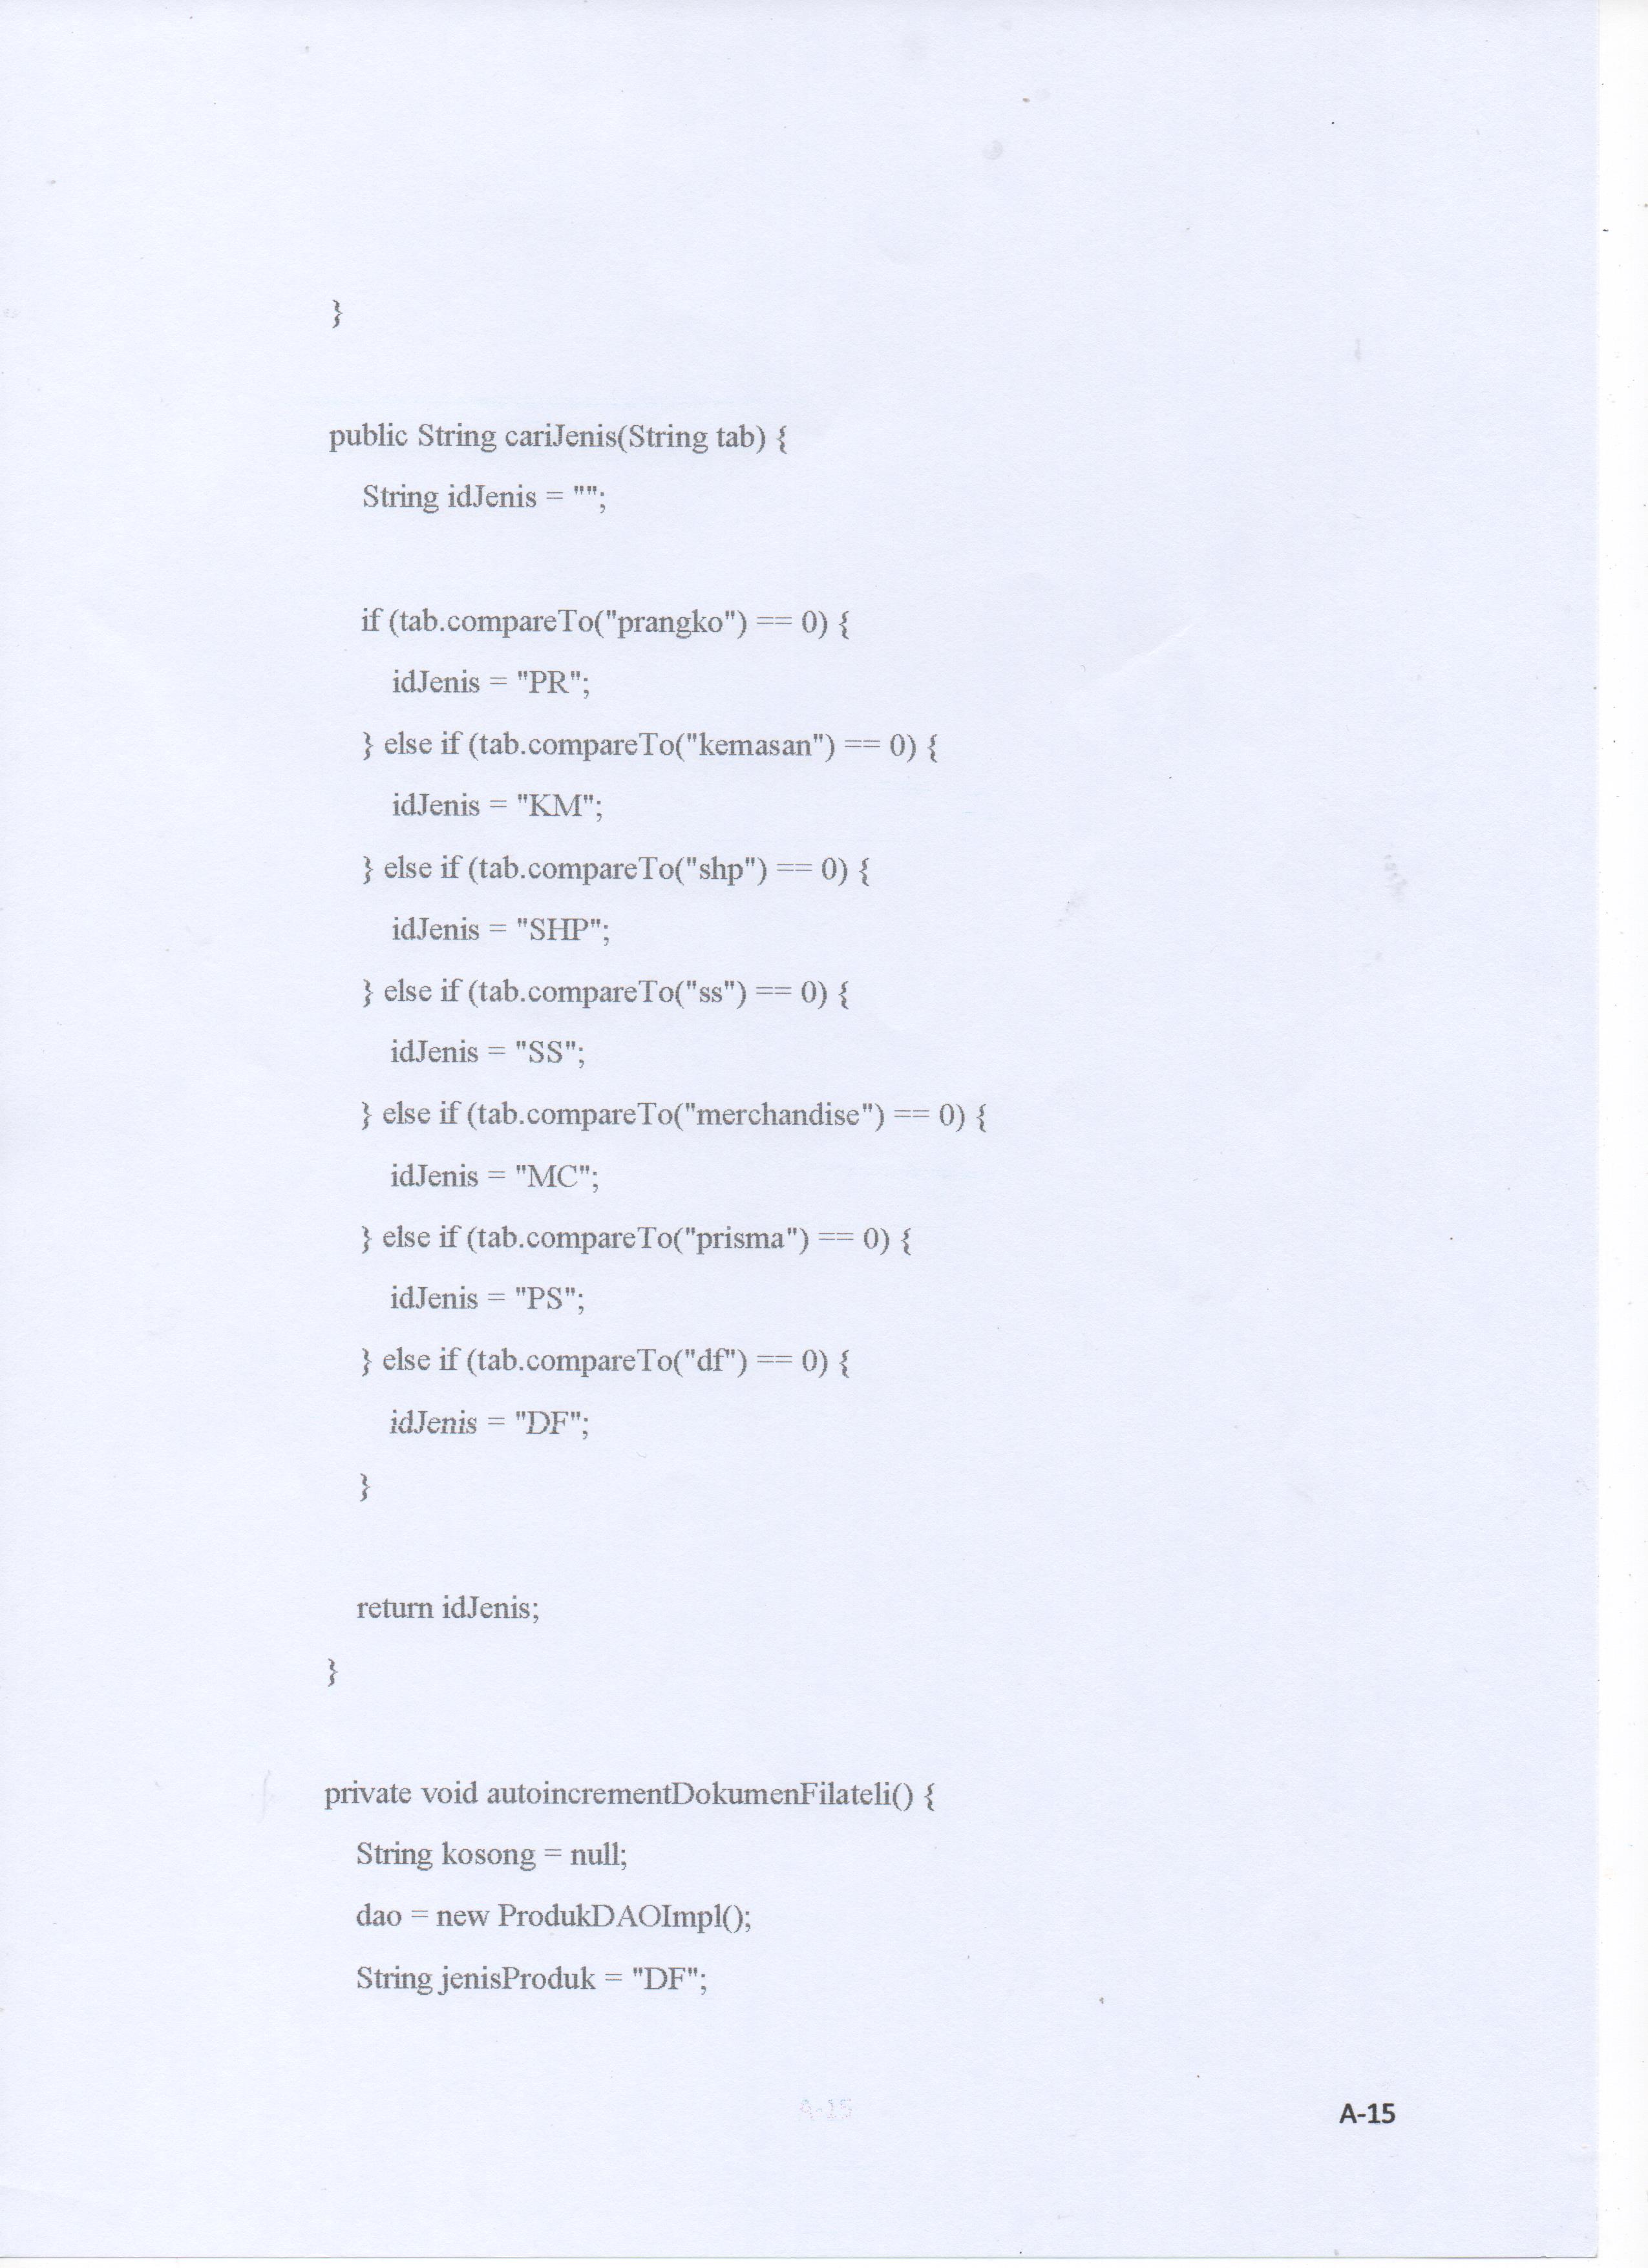 }
public String cariJenis(String tab) {
String idJenis = "";
if (tab.compareTo("prangko") == 0) {
idJenis = "PR";
} else if (tab.compareTo("kemasan") == 0) {
idJenis = "KM";
} else if (tab.compareTo("shp") == 0) {
idJenis = "SHP";
} else if (tab.compareTo("ss") == 0) {
idJenis = "SS";
} else if (tab.compareTo("merchandise") == 0) {
idJenis = "MC";
} else if (tab.compareTo("prisma") == 0) {
idJenis = "PS";
} else if (tab.compareTo("df") == 0) {
idJenis = "DF";
}
return idJenis;
}
private void autoincrementDokumenFilateli() {
String kosong = null;
dao = new ProdukDAOImpl();
String jenisProduk = "DF";
A-15
A-15